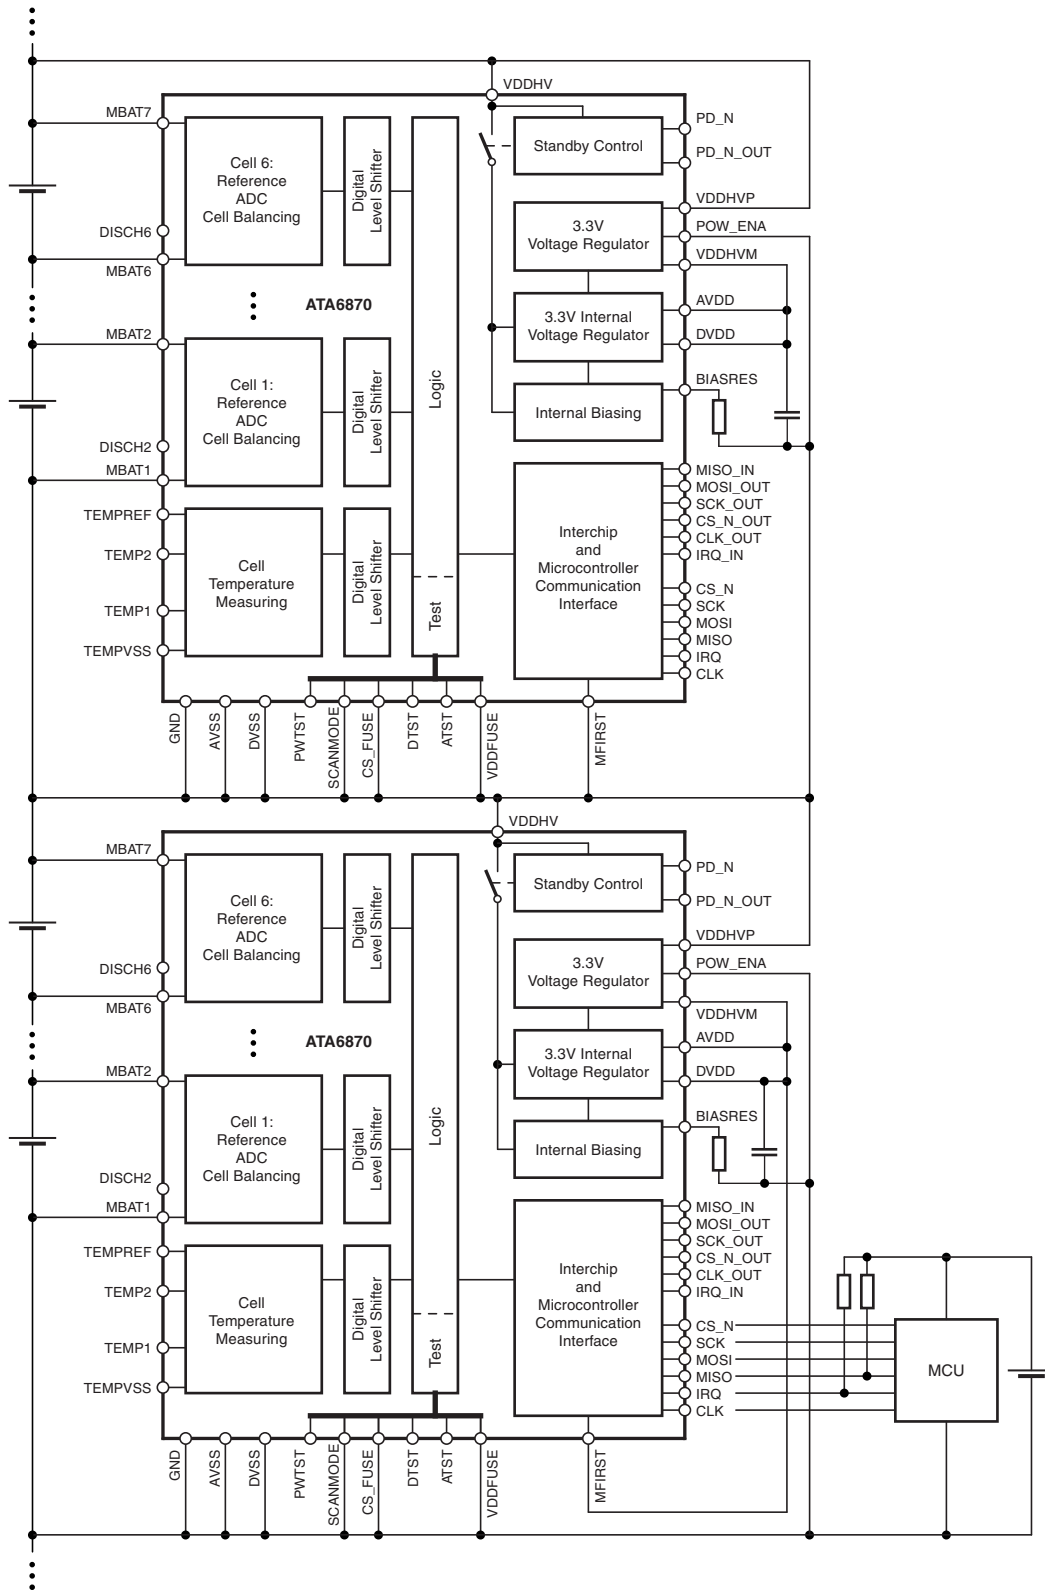 VDDHV
MBAT7
PD_N
Cell 6:
Reference
ADC
Cell Balancing
Digital
Level Shifter
Standby Control
PD_N_OUT
VDDHVP
3.3V
Voltage Regulator
POW_ENA
DISCH6
VDDHVM
MBAT6
ATA6870
AVDD
3.3V Internal
Voltage Regulator
MBAT2
DVDD
Cell 1:
Reference
ADC
Cell Balancing
Digital
Level Shifter
Logic
BIASRES
Internal Biasing
DISCH2
MBAT1
MISO_IN
MOSI_OUT
SCK_OUT
CS_N_OUT
CLK_OUT
IRQ_IN
TEMPREF
TEMP2
Cell
Temperature
Measuring
Digital
Level Shifter
Test
Interchip
and
Microcontroller
Communication
Interface
CS_N
SCK
MOSI
MISO
IRQ
CLK
TEMP1
TEMPVSS
GND
AVSS
DVSS
PWTST
SCANMODE
CS_FUSE
DTST
ATST
VDDFUSE
MFIRST
VDDHV
MBAT7
PD_N
Cell 6:
Reference
ADC
Cell Balancing
Digital
Level Shifter
Standby Control
PD_N_OUT
VDDHVP
3.3V
Voltage Regulator
POW_ENA
DISCH6
MBAT6
VDDHVM
ATA6870
AVDD
3.3V Internal
Voltage Regulator
MBAT2
DVDD
Cell 1:
Reference
ADC
Cell Balancing
Digital
Level Shifter
Logic
BIASRES
Internal Biasing
DISCH2
MBAT1
MISO_IN
MOSI_OUT
SCK_OUT
CS_N_OUT
CLK_OUT
IRQ_IN
TEMPREF
TEMP2
Cell
Temperature
Measuring
Digital
Level Shifter
Test
Interchip
and
Microcontroller
Communication
Interface
CS_N
SCK
MOSI
MISO
IRQ
CLK
MCU
TEMP1
TEMPVSS
GND
AVSS
DVSS
PWTST
SCANMODE
CS_FUSE
DTST
ATST
VDDFUSE
MFIRST